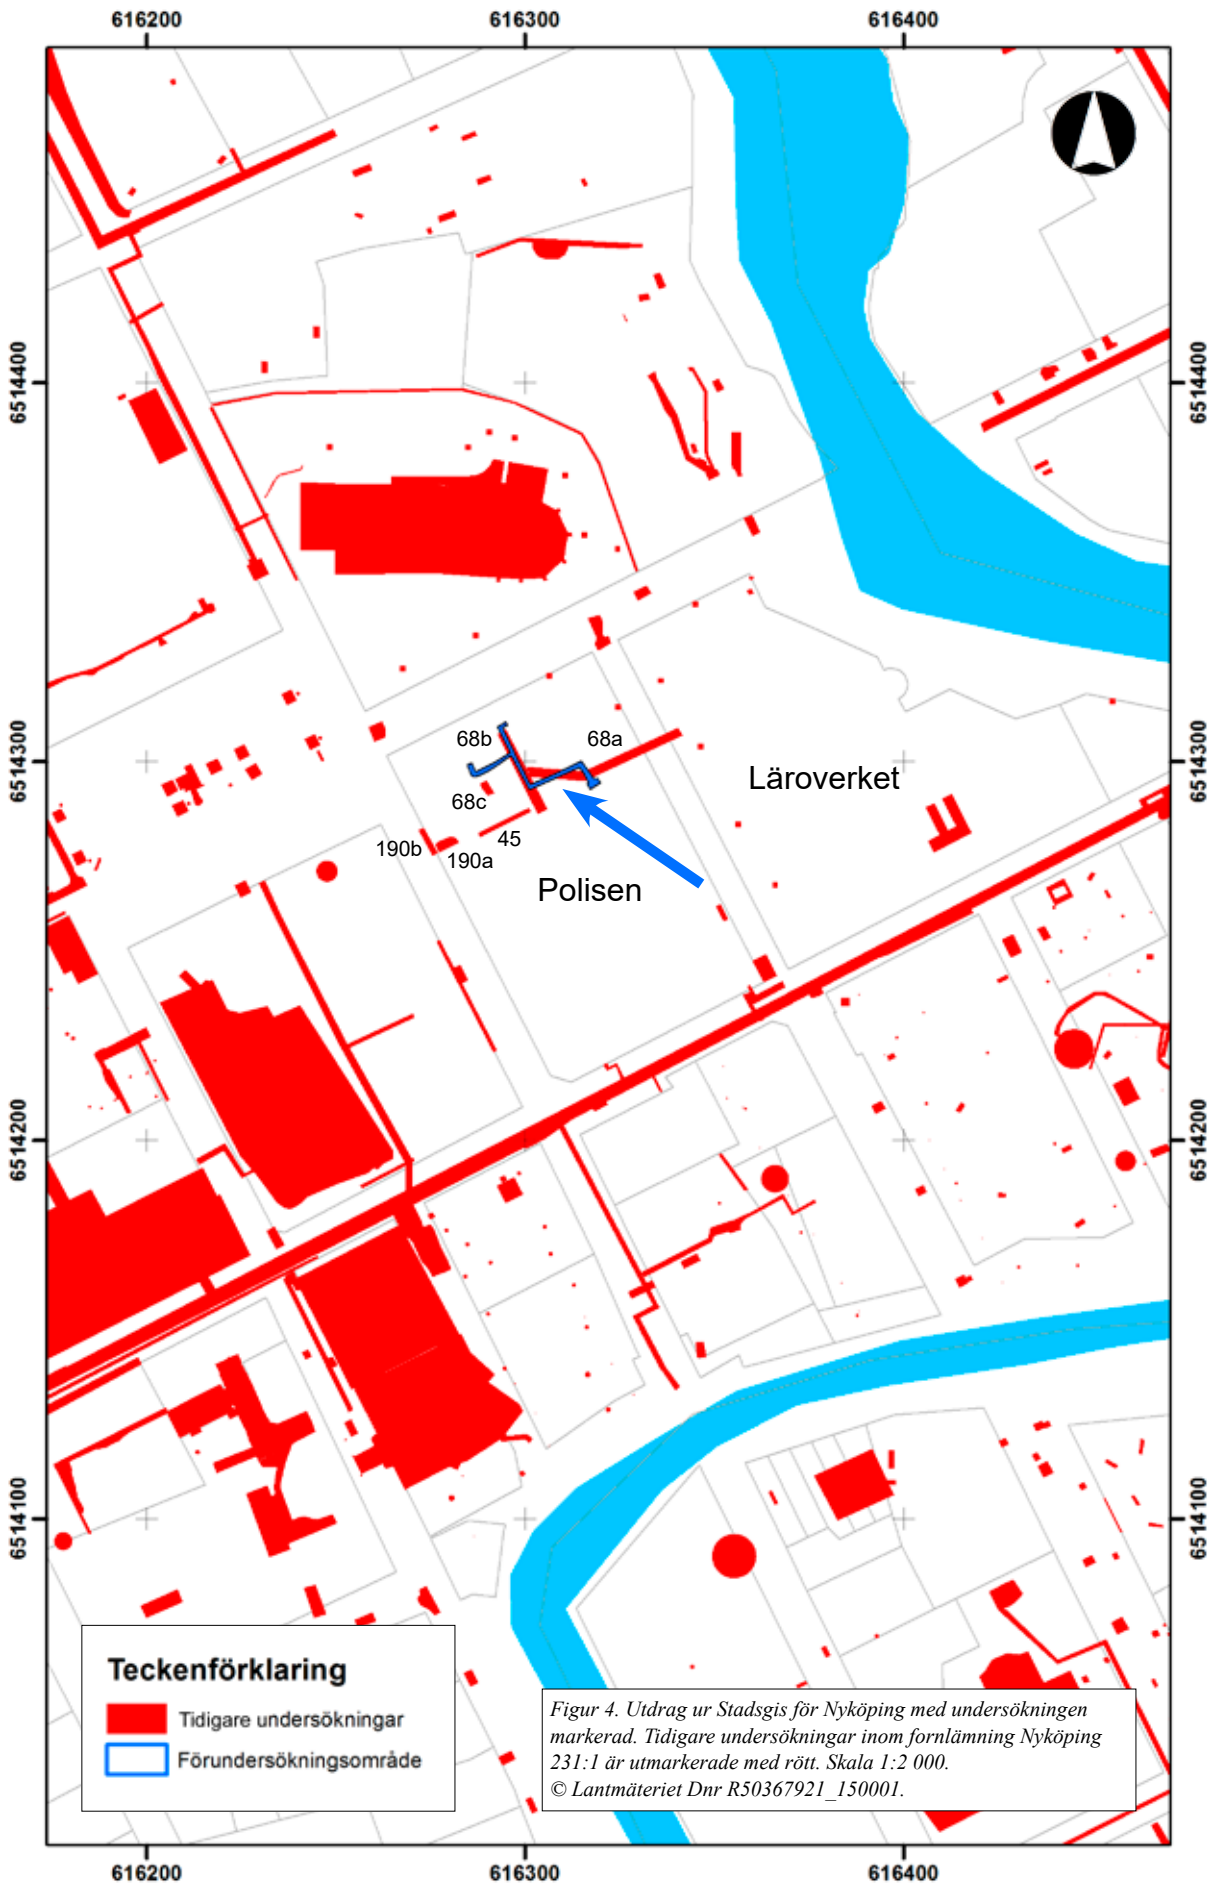 616200
616300
616400
6514400
6514400
68b
68a
6514300
6514300
Läroverket
68c
45
190b
190a
Polisen
6514200
6514200
6514100
6514100
Teckenförklaring
Tidigare undersökningar
Förundersökningsområde
Figur 4. Utdrag ur Stadsgis för Nyköping med undersökningen
markerad. Tidigare undersökningar inom fornlämning Nyköping
231:1 är utmarkerade med rött. Skala 1:2 000.
© Lantmäteriet Dnr R50367921_150001.
616200
616300
616400